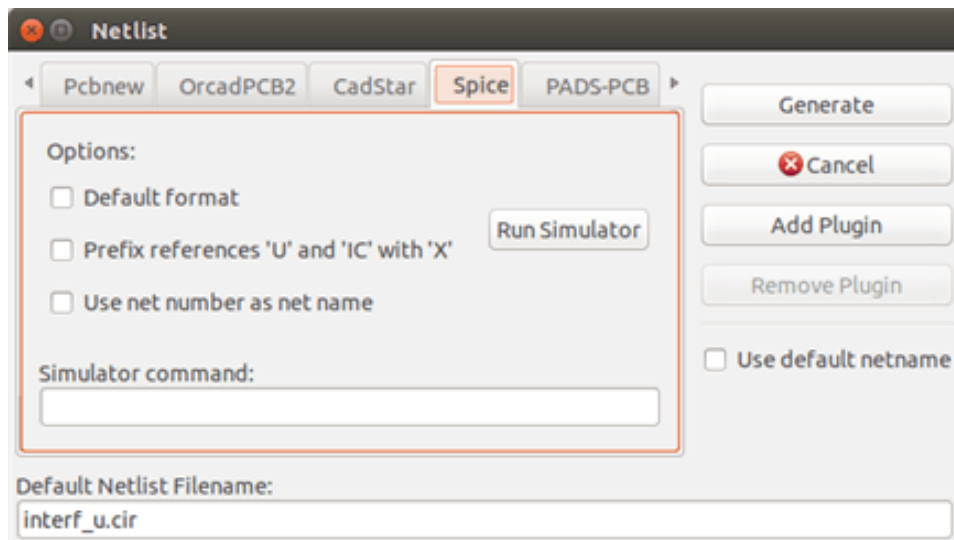 Netlist
Pcbnew OrcadPCB2 CadStar Spice PADS-PCB
Generate
Options:
Cancel
Default format
Add Plugin
Run Simulator
Prefix references 'U' and 'IC' with 'X'
Remove Plugin
Use net number as net name
Use default netname
Simulator command:
Default Netlist Filename:
interf_u.cir